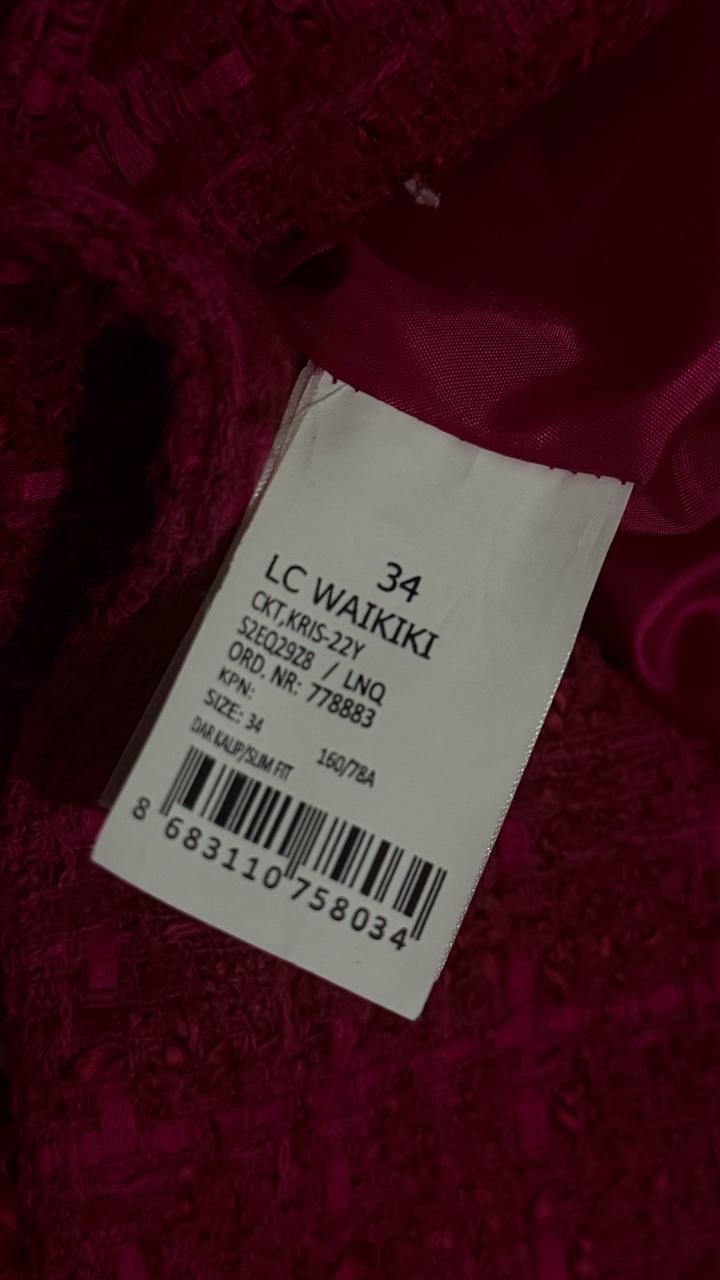 34
LC WAIKIKI
CKT,KRIS-22Y
S2EQ29Z8 / LNQ
ORD. NR: 778883
KPN:
SIZE: 34 160/78A
DAR KALIP/SLIM FIT
8 683110 758034